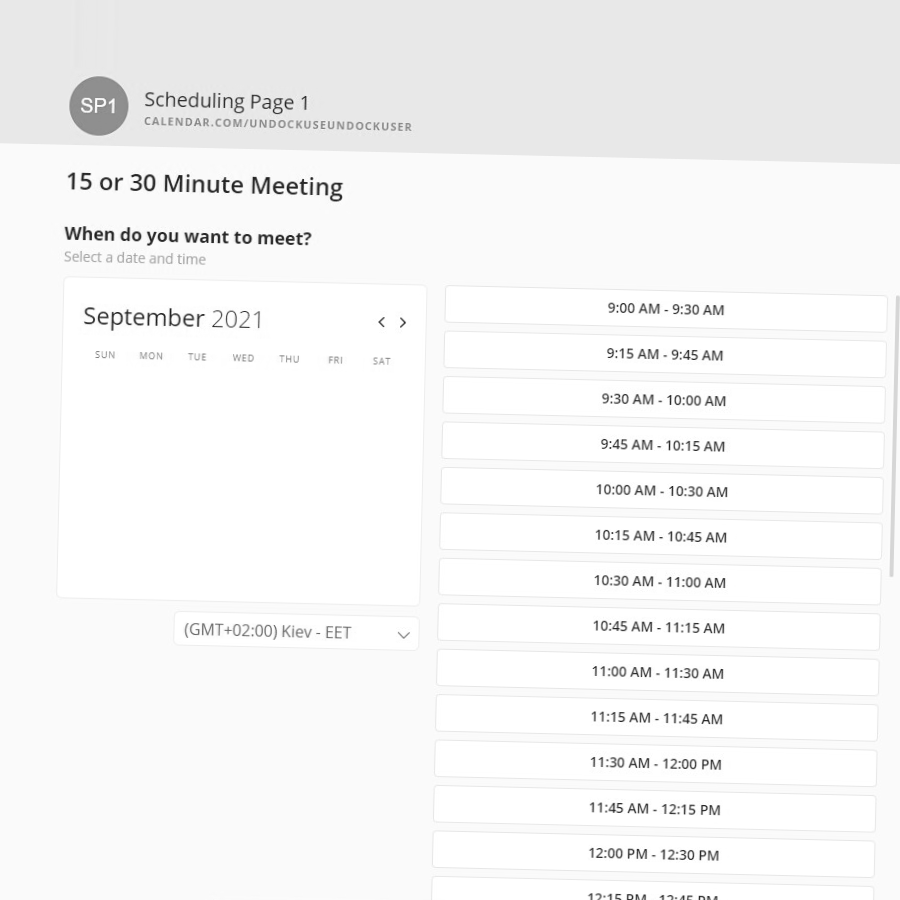 SP1
Scheduling Page 1
CALENDAR.COM/UNDOCKUSEUNDOCKUSER
15 or 30 Minute Meeting
When do you want to meet?
Select a date and time
September 2021
SUN MON TUE WED THU FRI SAT
(GMT+02:00) Kiev - EET
9:00 AM - 9:30 AM
9:15 AM - 9:45 AM
9:30 AM - 10:00 AM
9:45 AM - 10:15 AM
10:00 AM - 10:30 AM
10:15 AM - 10:45 AM
10:30 AM - 11:00 AM
10:45 AM - 11:15 AM
11:00 AM - 11:30 AM
11:15 AM - 11:45 AM
11:30 AM - 12:00 PM
11:45 AM - 12:15 PM
12:00 PM - 12:30 PM
12:15 PM - 12:45 PM